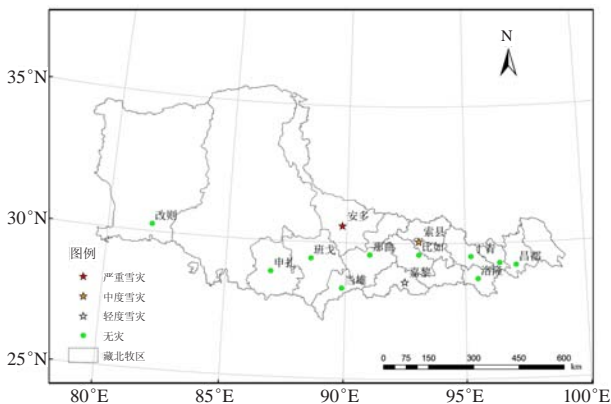 N
35°N
30°N
25°N
安多
索县
改则
班戈
那曲
比如
丁青
昌都
申扎
当雄
嘉黎
洛隆
图例
严重雪灾
中度雪灾
轻度雪灾
无灾
藏北牧区
0 75 150 300 450 600
km
80°E 85°E 90°E 95°E 100°E